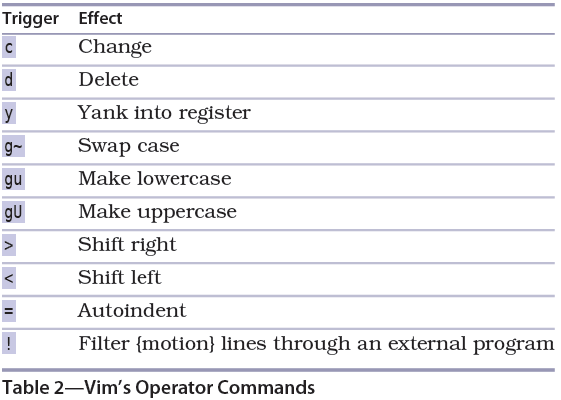 Trigger Effect
c Change
d Delete
y Yank into register
g~ Swap case
gu Make lowercase
gU Make uppercase
> Shift right
< Shift left
= Autoindent
! Filter {motion} lines through an external program
Table 2—Vim's Operator Commands